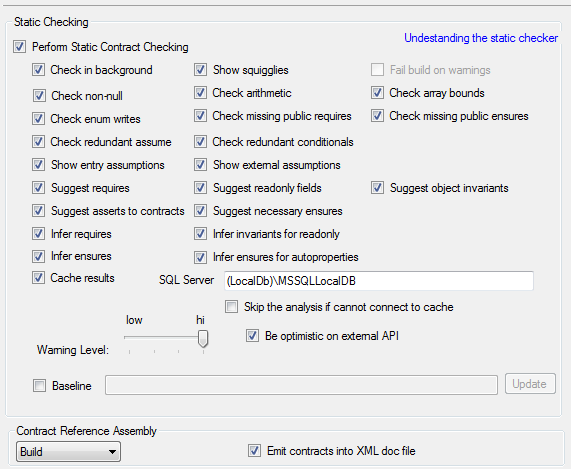 Static Checking
Undestanding the static checker
Perform Static Contract Checking
Check in background Show squigglies Fail build on warnings
Check non-null Check arithmetic Check array bounds
Check enum writes Check missing public requires Check missing public ensures
Check redundant assume Check redundant conditionals
Show entry assumptions Show external assumptions
Suggest requires Suggest readonly fields Suggest object invariants
Suggest asserts to contracts Suggest necessary ensures
Infer requires Infer invariants for readonly
Infer ensures Infer ensures for autoproperties
Cache results SQL Server (LocalDb)\MSSQLLocalDB
Skip the analysis if cannot connect to cache
low hi
Be optimistic on external API
Warning Level:
Baseline Update
Contract Reference Assembly
Build Emit contracts into XML doc file